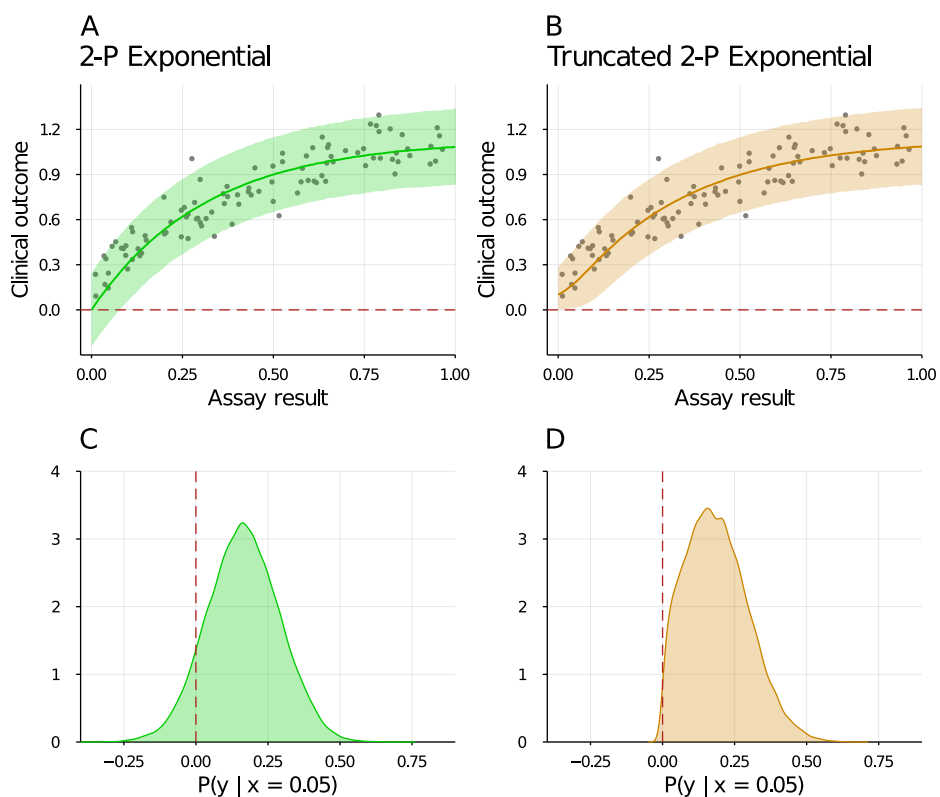 A
2-P Exponential
Clinical outcome
1.2
0.9
0.6
0.3
0.0
0.00 0.25 0.50 0.75 1.00
Assay result
B
Truncated 2-P Exponential
Clinical outcome
1.2
0.9
0.6
0.3
0.0
0.00 0.25 0.50 0.75 1.00
Assay result
C
4
3
2
1
0
−0.25 0.00 0.25 0.50 0.75
P(y | x = 0.05)
D
4
3
2
1
0
−0.25 0.00 0.25 0.50 0.75
P(y | x = 0.05)